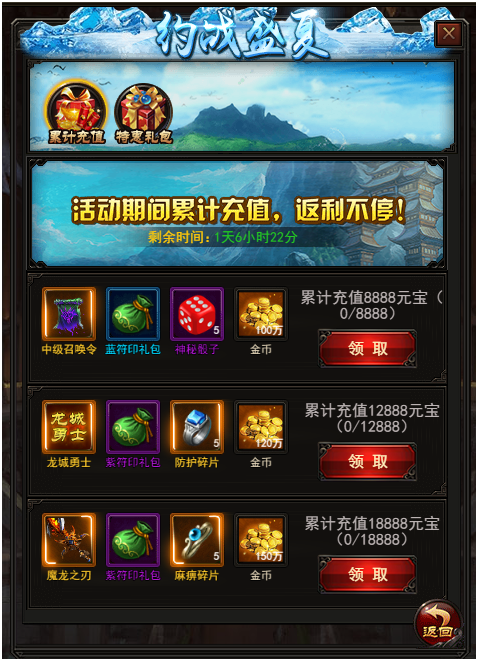 约战盛夏
累计充值
特惠礼包
活动期间累计充值，返利不停！
剩余时间：1天6小时22分
5
100万
中级召唤令
蓝符印礼包
神秘骰子
金币
累计充值8888元宝（
0/8888）
领 取
龙城
勇士
5
120万
龙城勇士
紫符印礼包
防护碎片
金币
累计充值12888元宝
（0/12888）
领 取
5
150万
魔龙之刃
紫符印礼包
麻痹碎片
金币
累计充值18888元宝
（0/18888）
领 取
返回